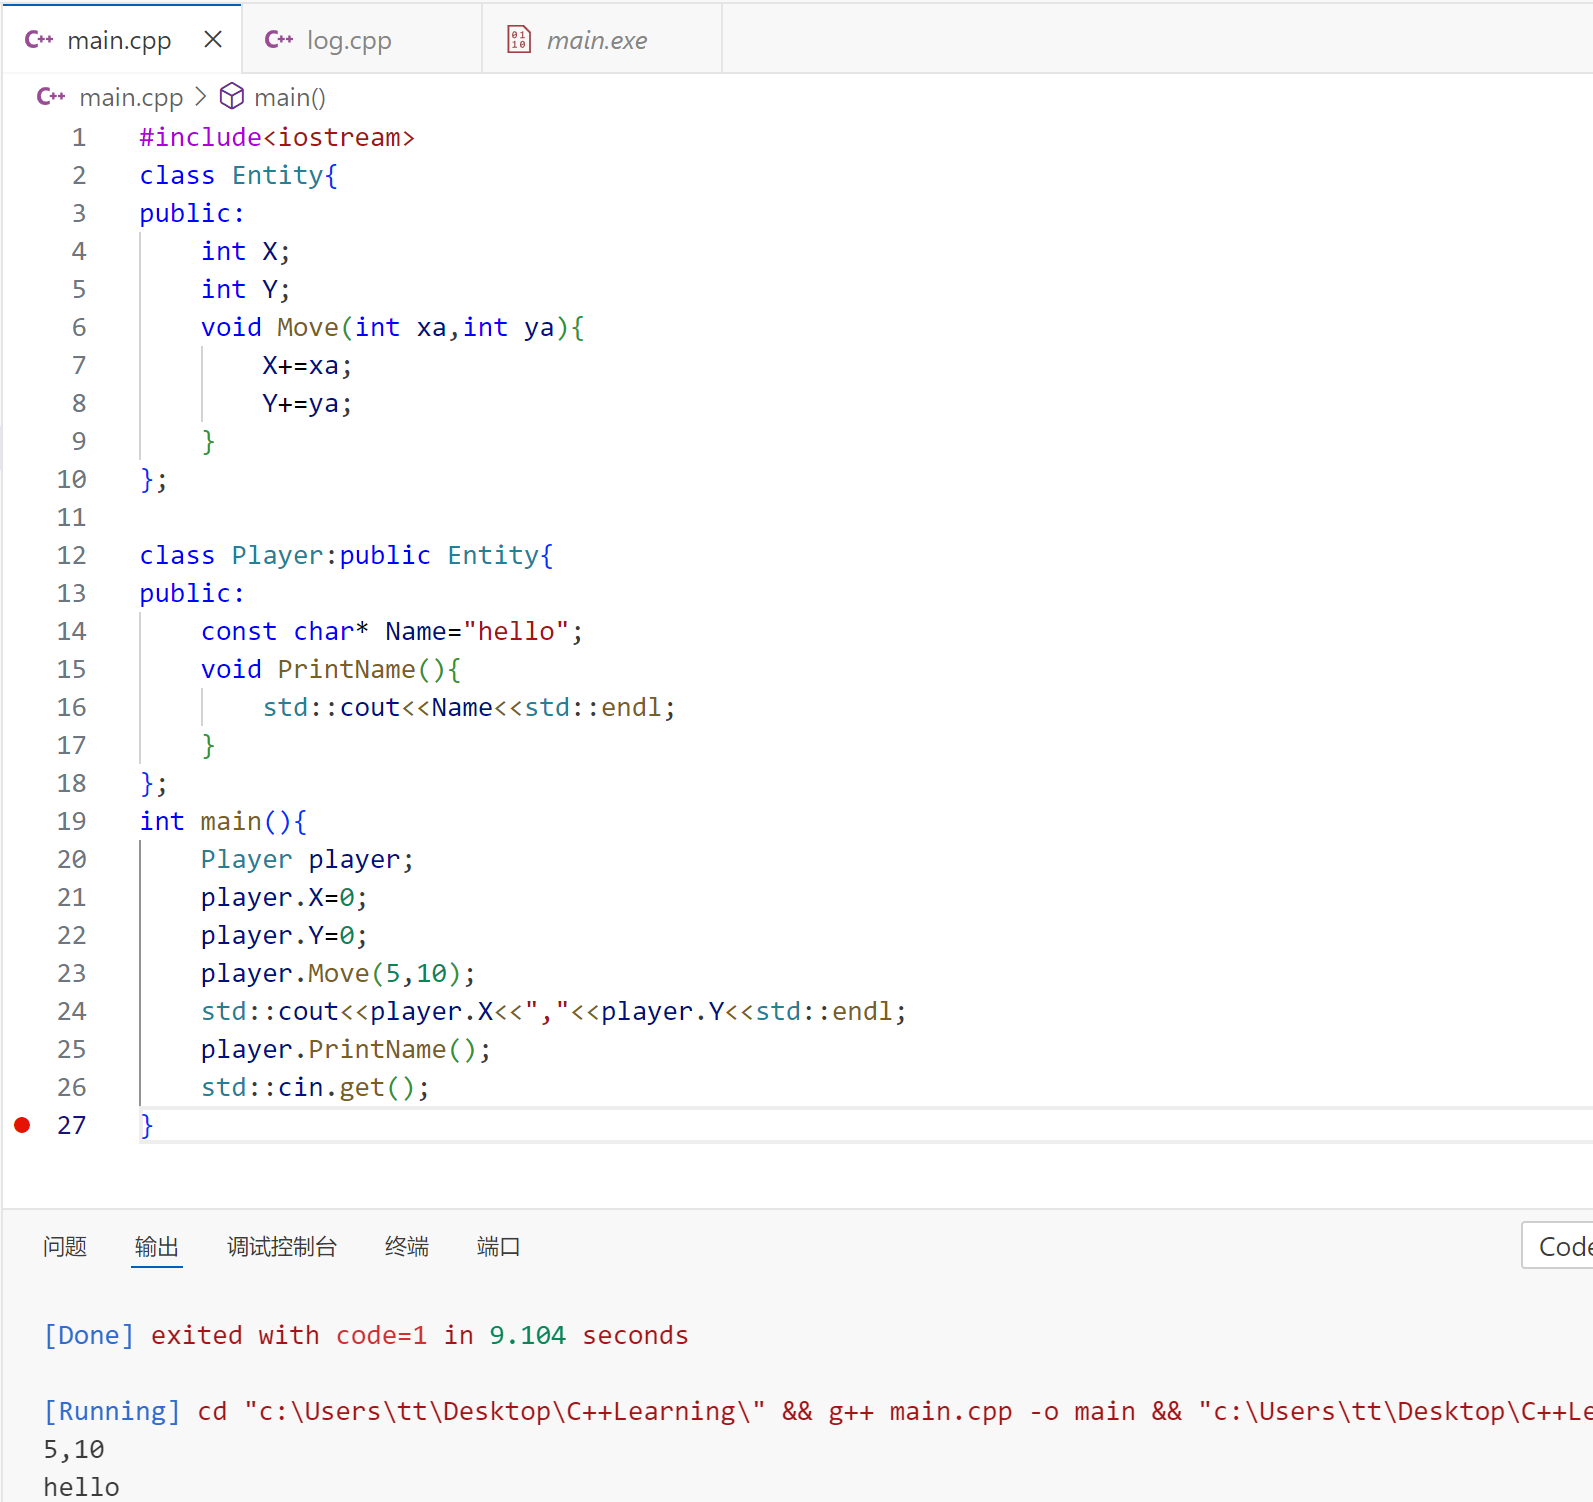 C++ main.cpp × C++ log.cpp main.exe
C++ main.cpp > main()
1 #include<iostream>
2 class Entity{
3 public:
4     int X;
5     int Y;
6     void Move(int xa,int ya){
7         X+=xa;
8         Y+=ya;
9     }
10 };
11
12 class Player:public Entity{
13 public:
14     const char* Name="hello";
15     void PrintName(){
16         std::cout<<Name<<std::endl;
17     }
18 };
19 int main(){
20     Player player;
21     player.X=0;
22     player.Y=0;
23     player.Move(5,10);
24     std::cout<<player.X<<","<<player.Y<<std::endl;
25     player.PrintName();
26     std::cin.get();
27 }
问题 输出 调试控制台 终端 端口 Code
[Done] exited with code=1 in 9.104 seconds
[Running] cd "c:\Users\tt\Desktop\C++Learning\" && g++ main.cpp -o main && "c:\Users\tt\Desktop\C++Le
5,10
hello